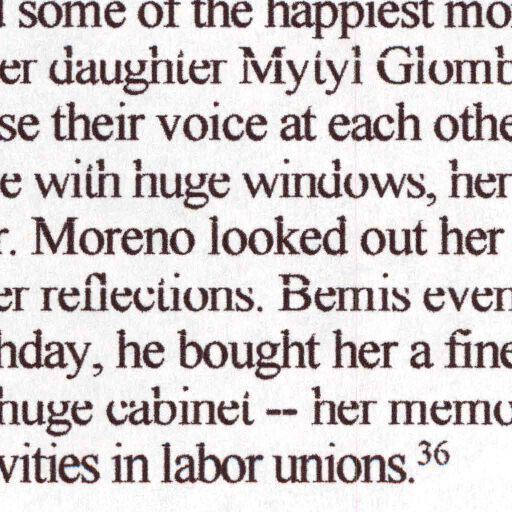 some of the happiest mo
er daughter Mytyl Glomb
se their voice at each othe
e with huge windows, her
r. Moreno looked out her
er reflections. Bemis even
hday, he bought her a fine
huge cabinet -- her memo
vities in labor unions.36